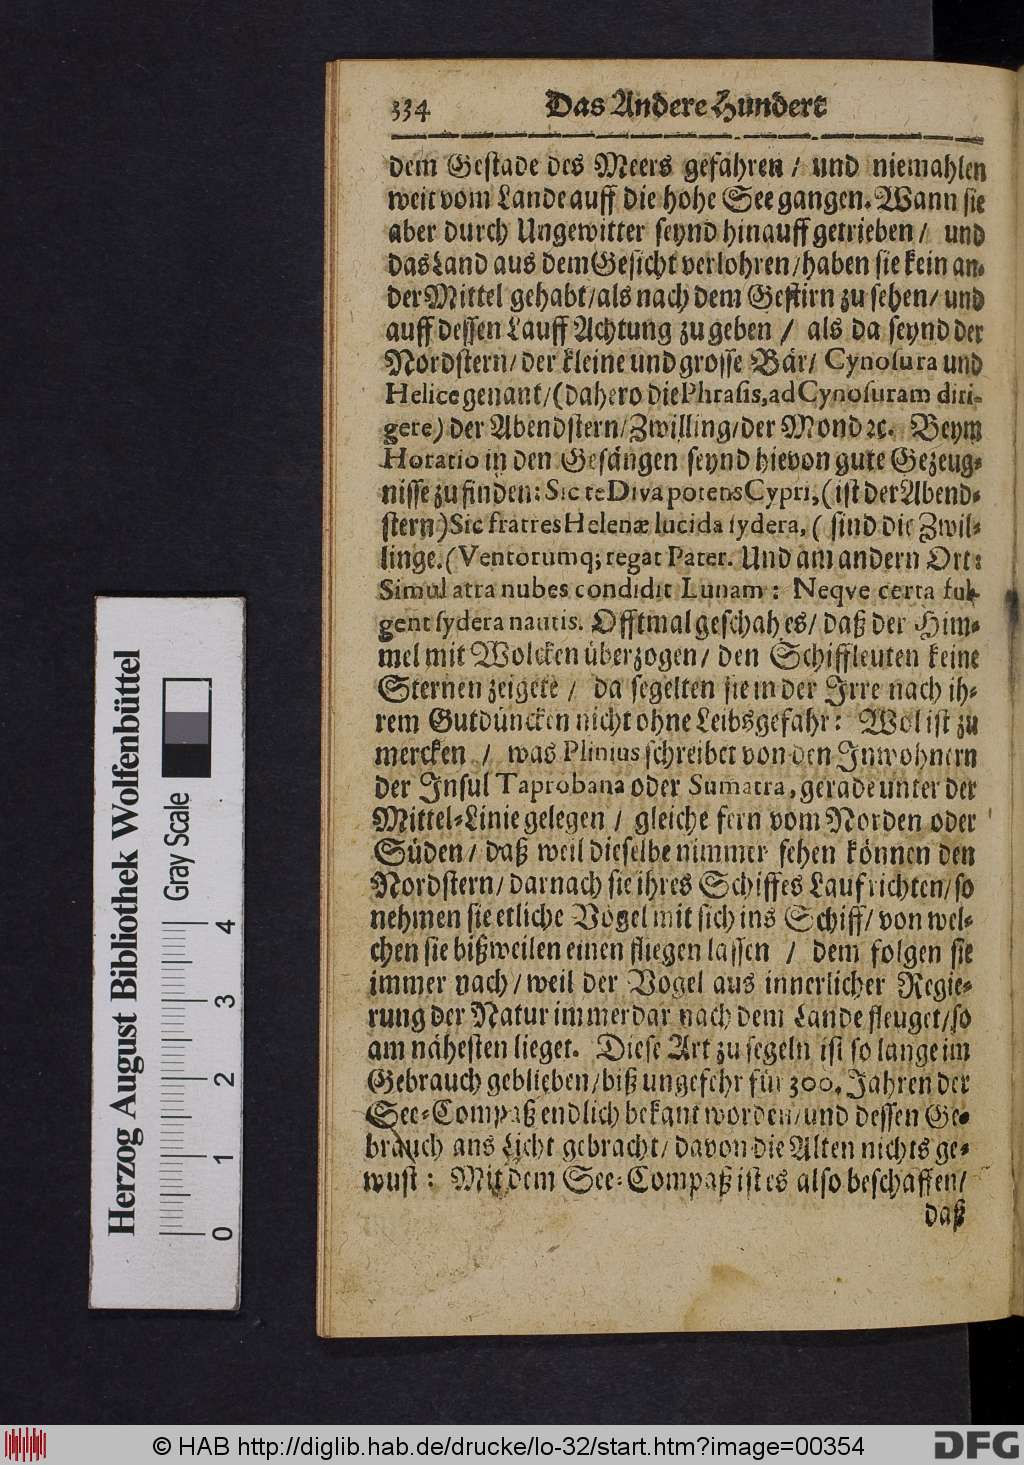 334 Das Andere Hundert
dem Gestade des Meers gefahren / und niemahlen
weit vom Lande auff die hohe See gangen. Wann sie
aber durch Ungewitter seynd hinauff getrieben / und
das Land aus dem Gesicht verlohren / haben sie kein an-
der Mittel gehabt / als nach dem Gestirn zu sehen / und
auff dessen Lauff Achtung zu geben / als da seynd der
Nordstern / der kleine und grosse Bär / Cynosura und
Helice genant / (dahero die Phrasis, ad Cynosuram diri-
gere) der Abendstern / Zwilling / der Mond ꝛc. Beym
Horatio in den Gesängen seynd hievon gute Gezeug-
nisse zu finden: Sic te Diva potens Cypri, (ist der Abend-
stern) Sic fratres Helenæ lucida sydera, ( sind die Zwil-
linge. ( Ventorumq; regat Pater. Und am andern Ort:
Simul atra nubes condidit Lunam: Neqve certa ful-
gent sydera nautis. Offtmal geschah es / daß der Him-
mel mit Wolcken überzogen / den Schiffleuten keine
Sternen zeigete / da segelten sie in der Irre nach ih-
rem Gutdüncken nicht ohne Leibsgefahr: Wol ist zu
mercken / was Plinius schreibet von den Inwohnern
der Insul Taprobana oder Sumatra, gerade unter der
Mittel-Linie gelegen / gleiche fern vom Norden oder
Süden / daß weil dieselbe nimmer sehen können den
Nordstern / darnach sie ihres Schiffes Lauf richten / so
nehmen sie etliche Vögel mit sich ins Schiff / von wel-
chen sie bißweilen einen fliegen lassen / dem folgen sie
immer nach / weil der Vogel aus innerlicher Regie-
rung der Natur immerdar nach dem Lande fleuget / so
am nähesten lieget. Diese Art zu segeln ist so lange im
Gebrauch geblieben / biß ungefehr für 300. Jahren der
See-Compaß endlich bekant worden / und dessen Ge-
brauch ans Licht gebracht / davon die Alten nichts ge-
wust: Mit dem See-Compaß ist es also beschaffen /
daß
Herzog August Bibliothek Wolfenbüttel
Gray Scale
0 1 2 3 4
© HAB http://diglib.hab.de/drucke/lo-32/start.htm?image=00354
DFG